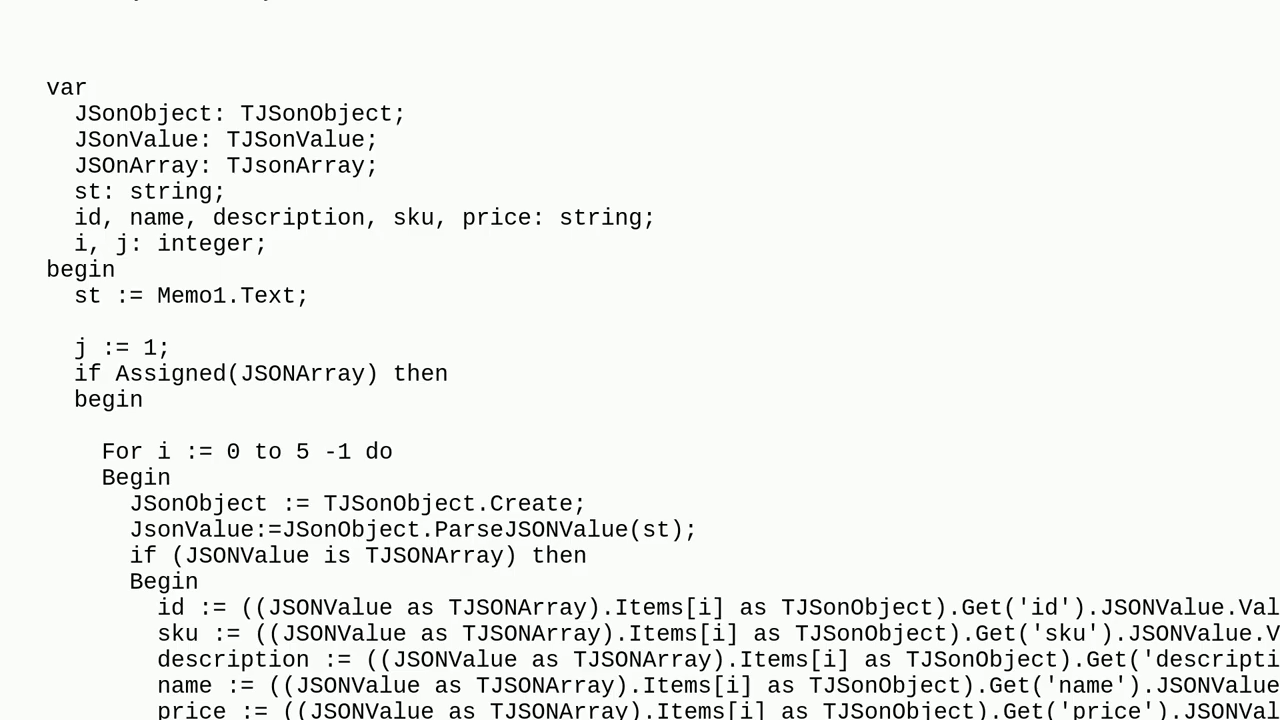 var
JSonObject: TJSonObject;
JSonValue: TJSonValue;
JSOnArray: TJsonArray;
st: string;
id, name, description, sku, price: string;
i, j: integer;
begin
st := Memo1.Text;
j := 1;
if Assigned(JSONArray) then
begin
For i := 0 to 5 -1 do
Begin
JSonObject := TJSonObject.Create;
JsonValue:=JSonObject.ParseJSONValue(st);
if (JSONValue is TJSONArray) then
Begin
id := ((JSONValue as TJSONArray).Items[i] as TJSonObject).Get('id').JSONValue.Val
sku := ((JSONValue as TJSONArray).Items[i] as TJSonObject).Get('sku').JSONValue.V
description := ((JSONValue as TJSONArray).Items[i] as TJSonObject).Get('descripti
name := ((JSONValue as TJSONArray).Items[i] as TJSonObject).Get('name').JSONValue
price := ((JSONValue as TJSONArray).Items[i] as TJSonObject).Get('price').JSONVal